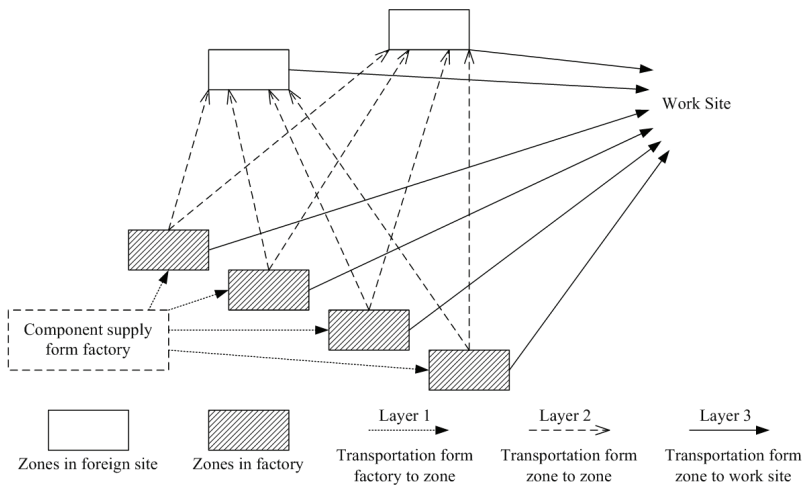 Work Site
Component supply
form factory
Zones in foreign site
Zones in factory
Layer 1
Transportation form
factory to zone
Layer 2
Transportation form
zone to zone
Layer 3
Transportation form
zone to work site